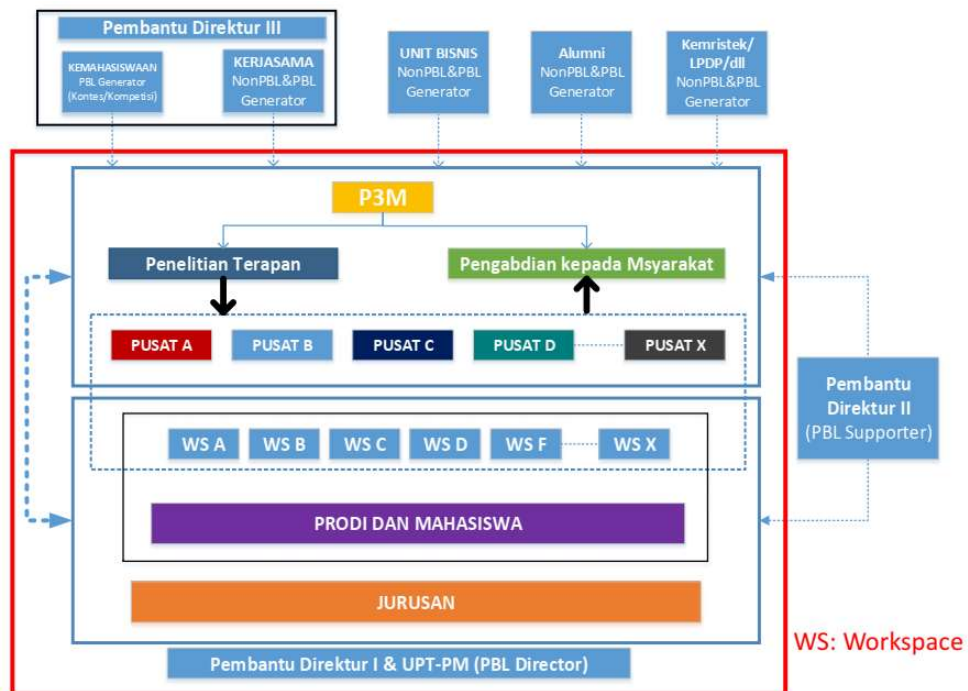 Pembantu Direktur III
KEMAHASISWAAN
PBL Generator
(Kontes/Kompetisi)
KERJASAMA
NonPBL&PBL
Generator
UNIT BISNIS
NonPBL&PBL
Generator
Alumni
NonPBL&PBL
Generator
Kemristek/
LPDP/dll
NonPBL&PBL
Generator
P3M
Penelitian Terapan
Pengabdian kepada Msyarakat
PUSAT A
PUSAT B
PUSAT C
PUSAT D
PUSAT X
Pembantu
Direktur II
(PBL Supporter)
WS A
WS B
WS C
WS D
WS F
WS X
PRODI DAN MAHASISWA
JURUSAN
WS: Workspace
Pembantu Direktur I & UPT-PM (PBL Director)